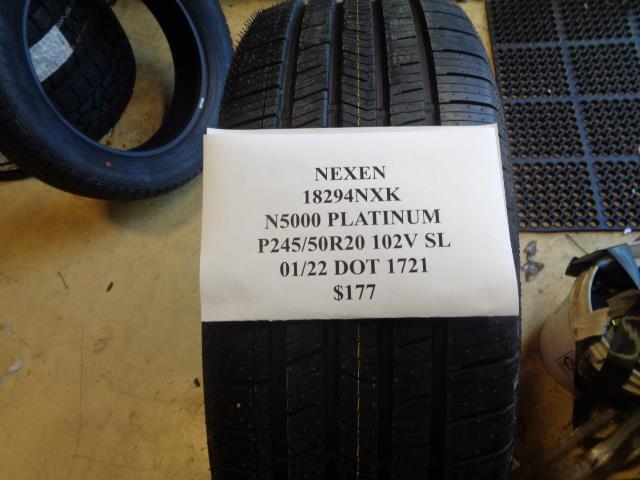 NEXEN
18294NXK
N5000 PLATINUM
P245/50R20 102V SL
01/22 DOT 1721
$177